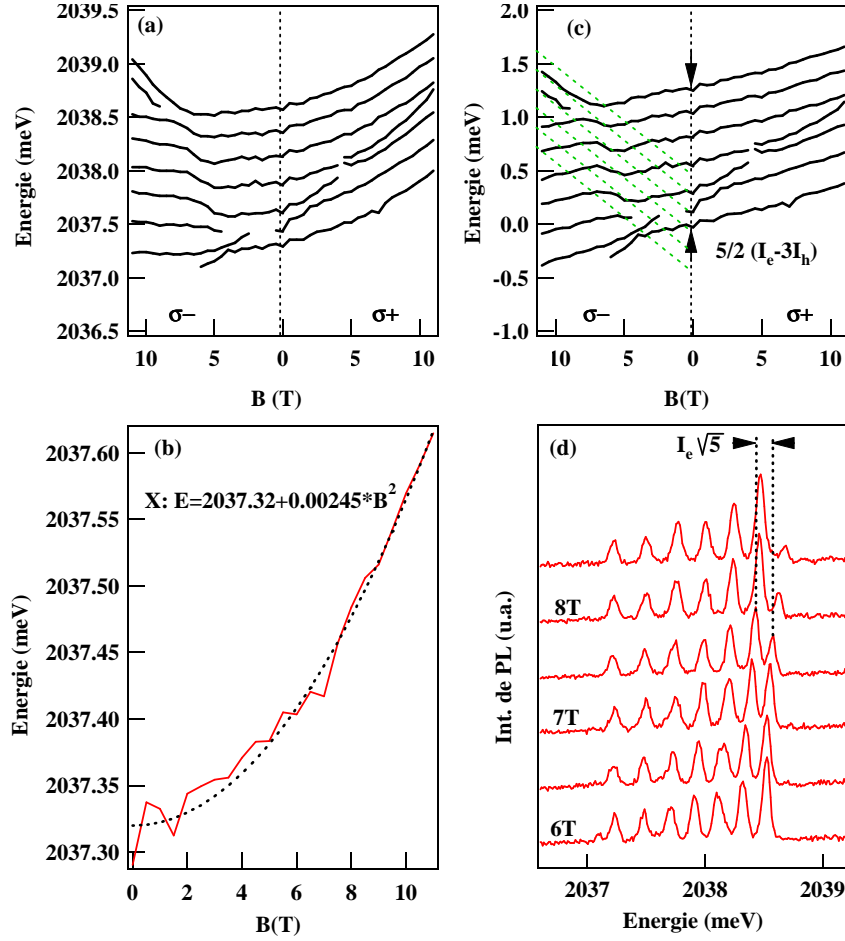 (a)
Energie (meV)
2039.5
2039.0
2038.5
2038.0
2037.5
2037.0
2036.5
σ−
σ+
10
5
0
5
10
B (T)
(c)
Energie (meV)
2.0
1.5
1.0
0.5
0.0
-0.5
-1.0
5/2 (I_e-3I_h)
σ−
σ+
10
5
0
5
10
B(T)
(b)
X: E=2037.32+0.00245*B^2
Energie (meV)
2037.60
2037.55
2037.50
2037.45
2037.40
2037.35
2037.30
0
2
4
6
8
10
B(T)
(d)
I_e √5
Int. de PL (u.a.)
8T
7T
6T
2037
2038
2039
Energie (meV)